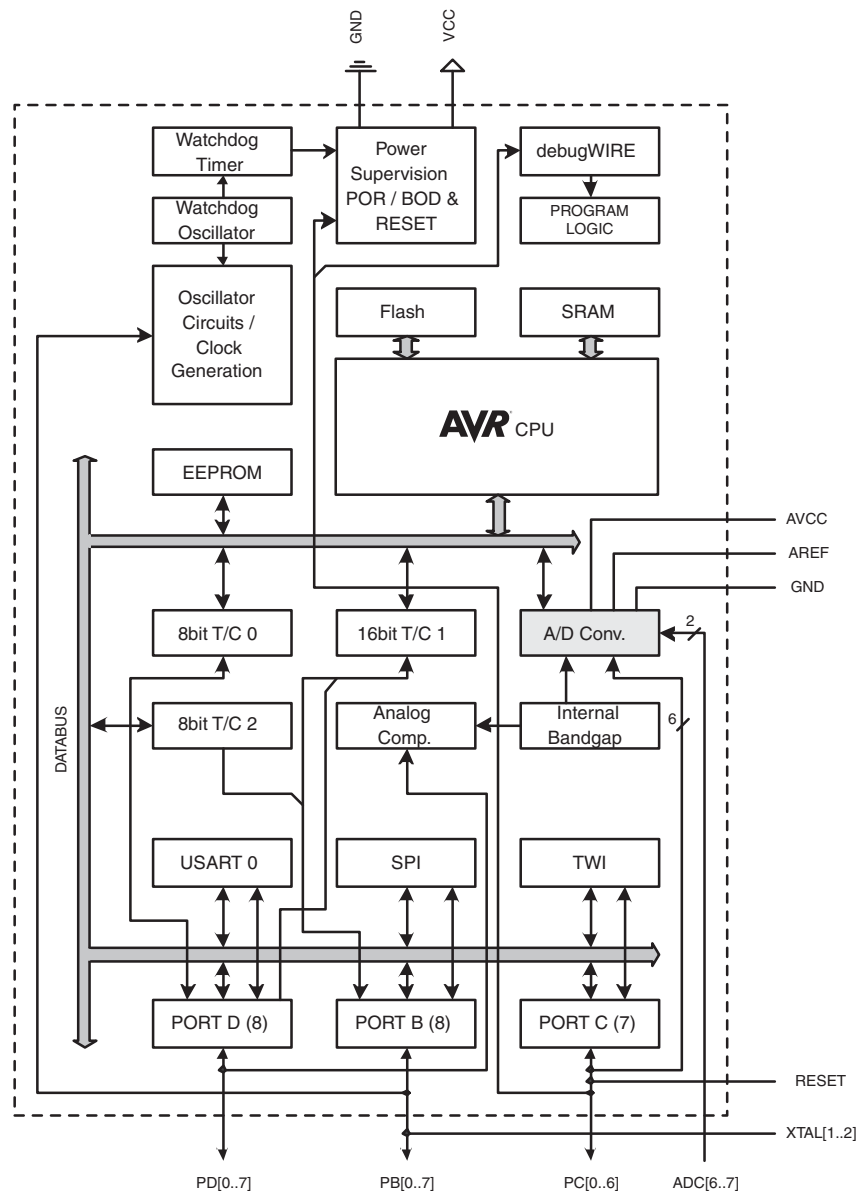 GND
VCC
Watchdog
Timer
Power
Supervision
POR / BOD &
RESET
debugWIRE
Watchdog
Oscillator
PROGRAM
LOGIC
Oscillator
Circuits /
Clock
Generation
Flash
SRAM
AVR CPU
EEPROM
AVCC
AREF
GND
8bit T/C 0
16bit T/C 1
A/D Conv.
2
DATABUS
8bit T/C 2
Analog
Comp.
Internal
Bandgap
6
USART 0
SPI
TWI
PORT D (8)
PORT B (8)
PORT C (7)
RESET
XTAL[1..2]
PD[0..7]
PB[0..7]
PC[0..6]
ADC[6..7]